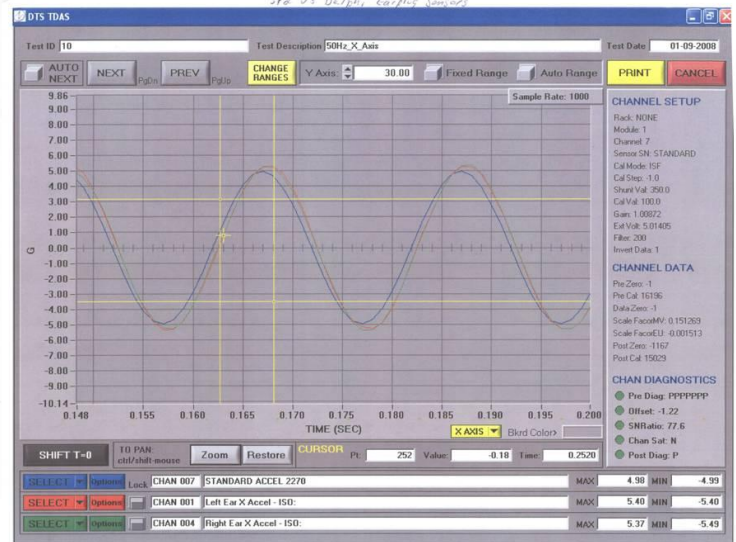 Delphi earplug sensors
DTS TDAS
Test ID 10 Test Description 50Hz_X_Axis Test Date 01-09-2008
AUTO NEXT NEXT PgDn PREV PgUp CHANGE RANGES Y Axis: 30.00 Fixed Range Auto Range PRINT CANCEL
Sample Rate: 1000
9.86
9.00
8.00
7.00
6.00
5.00
4.00
3.00
2.00
1.00
0.00
-1.00
-2.00
-3.00
-4.00
-5.00
-6.00
-7.00
-8.00
-9.00
-10.14
G
0.148 0.155 0.160 0.165 0.170 0.175 0.180 0.185 0.190 0.195 0.200
TIME (SEC)
X AXIS Bkrd Color>
CHANNEL SETUP
Rack: NONE
Module: 1
Channel: 7
Sensor SN: STANDARD
Cal Mode: ISF
Cal Step: -1.0
Shunt Val: 350.0
Cal Val: 100.0
Gain: 1.00872
Ext Volt: 5.01405
Filter: 200
Invert Data: 1
CHANNEL DATA
Pre Zero: -1
Pre Cal: 16196
Data Zero: -1
Scale FacorMV: 0.151269
Scale FacorEU: -0.001513
Post Zero: -1167
Post Cal: 15029
CHAN DIAGNOSTICS
Pre Diag: PPPPPPP
Offset: -1.22
SNRatio: 77.6
Chan Sat: N
Post Diag: P
SHIFT T=0 TO PAN: ctrl/shift-mouse Zoom Restore CURSOR Pt: 252 Value: -0.18 Time: 0.2520
SELECT Options Lock CHAN 007 STANDARD ACCEL 2270 MAX 4.98 MIN -4.99
SELECT Options CHAN 001 Left Ear X Accel - ISO: MAX 5.40 MIN -5.40
SELECT Options CHAN 004 Right Ear X Accel - ISO: MAX 5.37 MIN -5.49